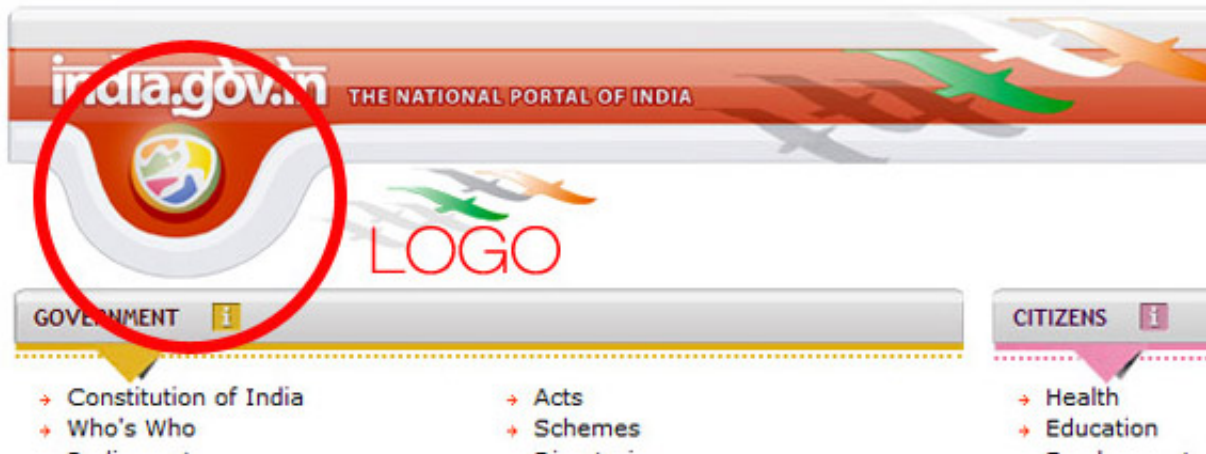 india.gov.in THE NATIONAL PORTAL OF INDIA
LOGO
GOVERNMENT i CITIZENS i
Constitution of India Acts Health
Who's Who Schemes Education